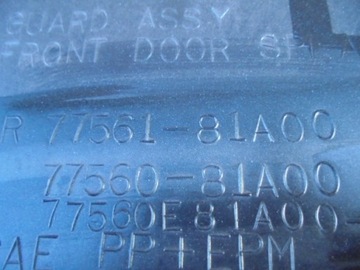 GUARD ASSY
FRONT DOOR
R 77561-81A00
77560-81A00
77560E81A00-
PP+EPM